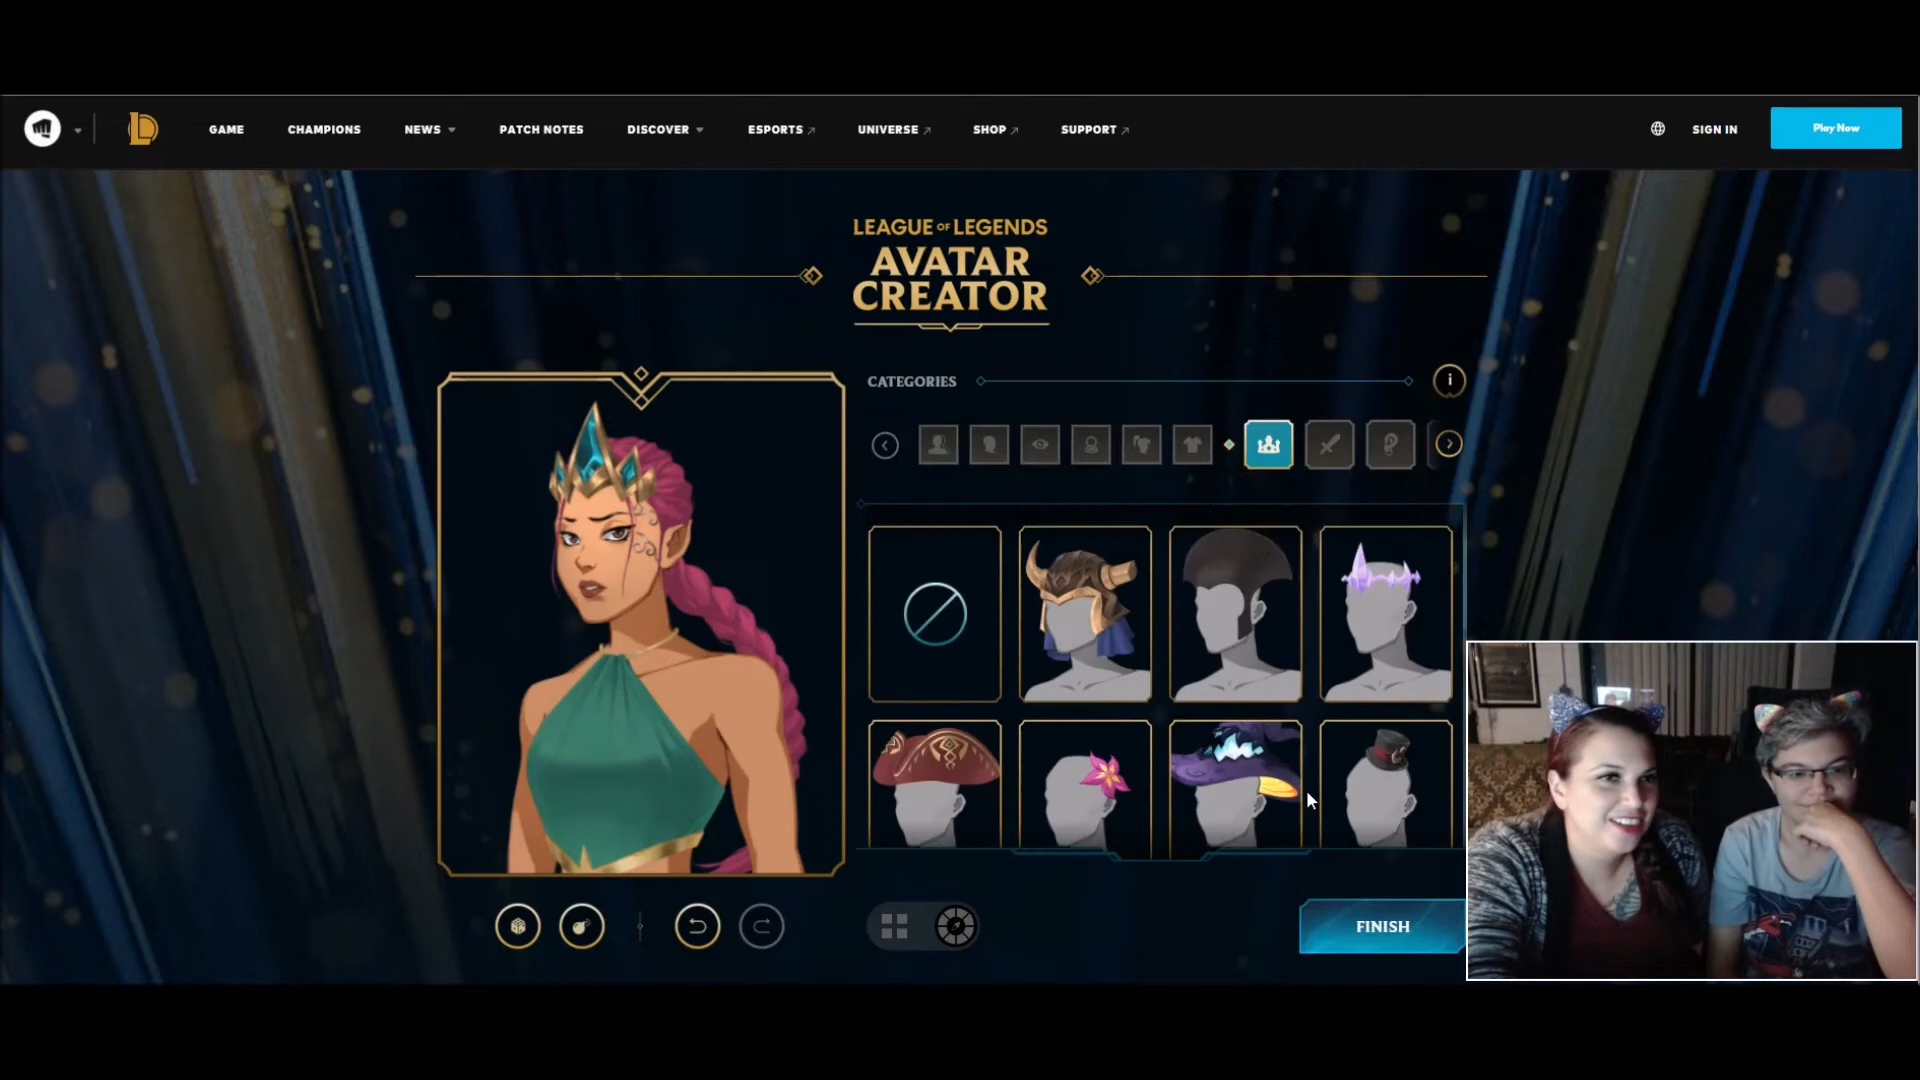 GAME CHAMPIONS NEWS PATCH NOTES DISCOVER ESPORTS UNIVERSE SHOP SUPPORT SIGN IN Play Now
LEAGUE OF LEGENDS
AVATAR
CREATOR
CATEGORIES
FINISH